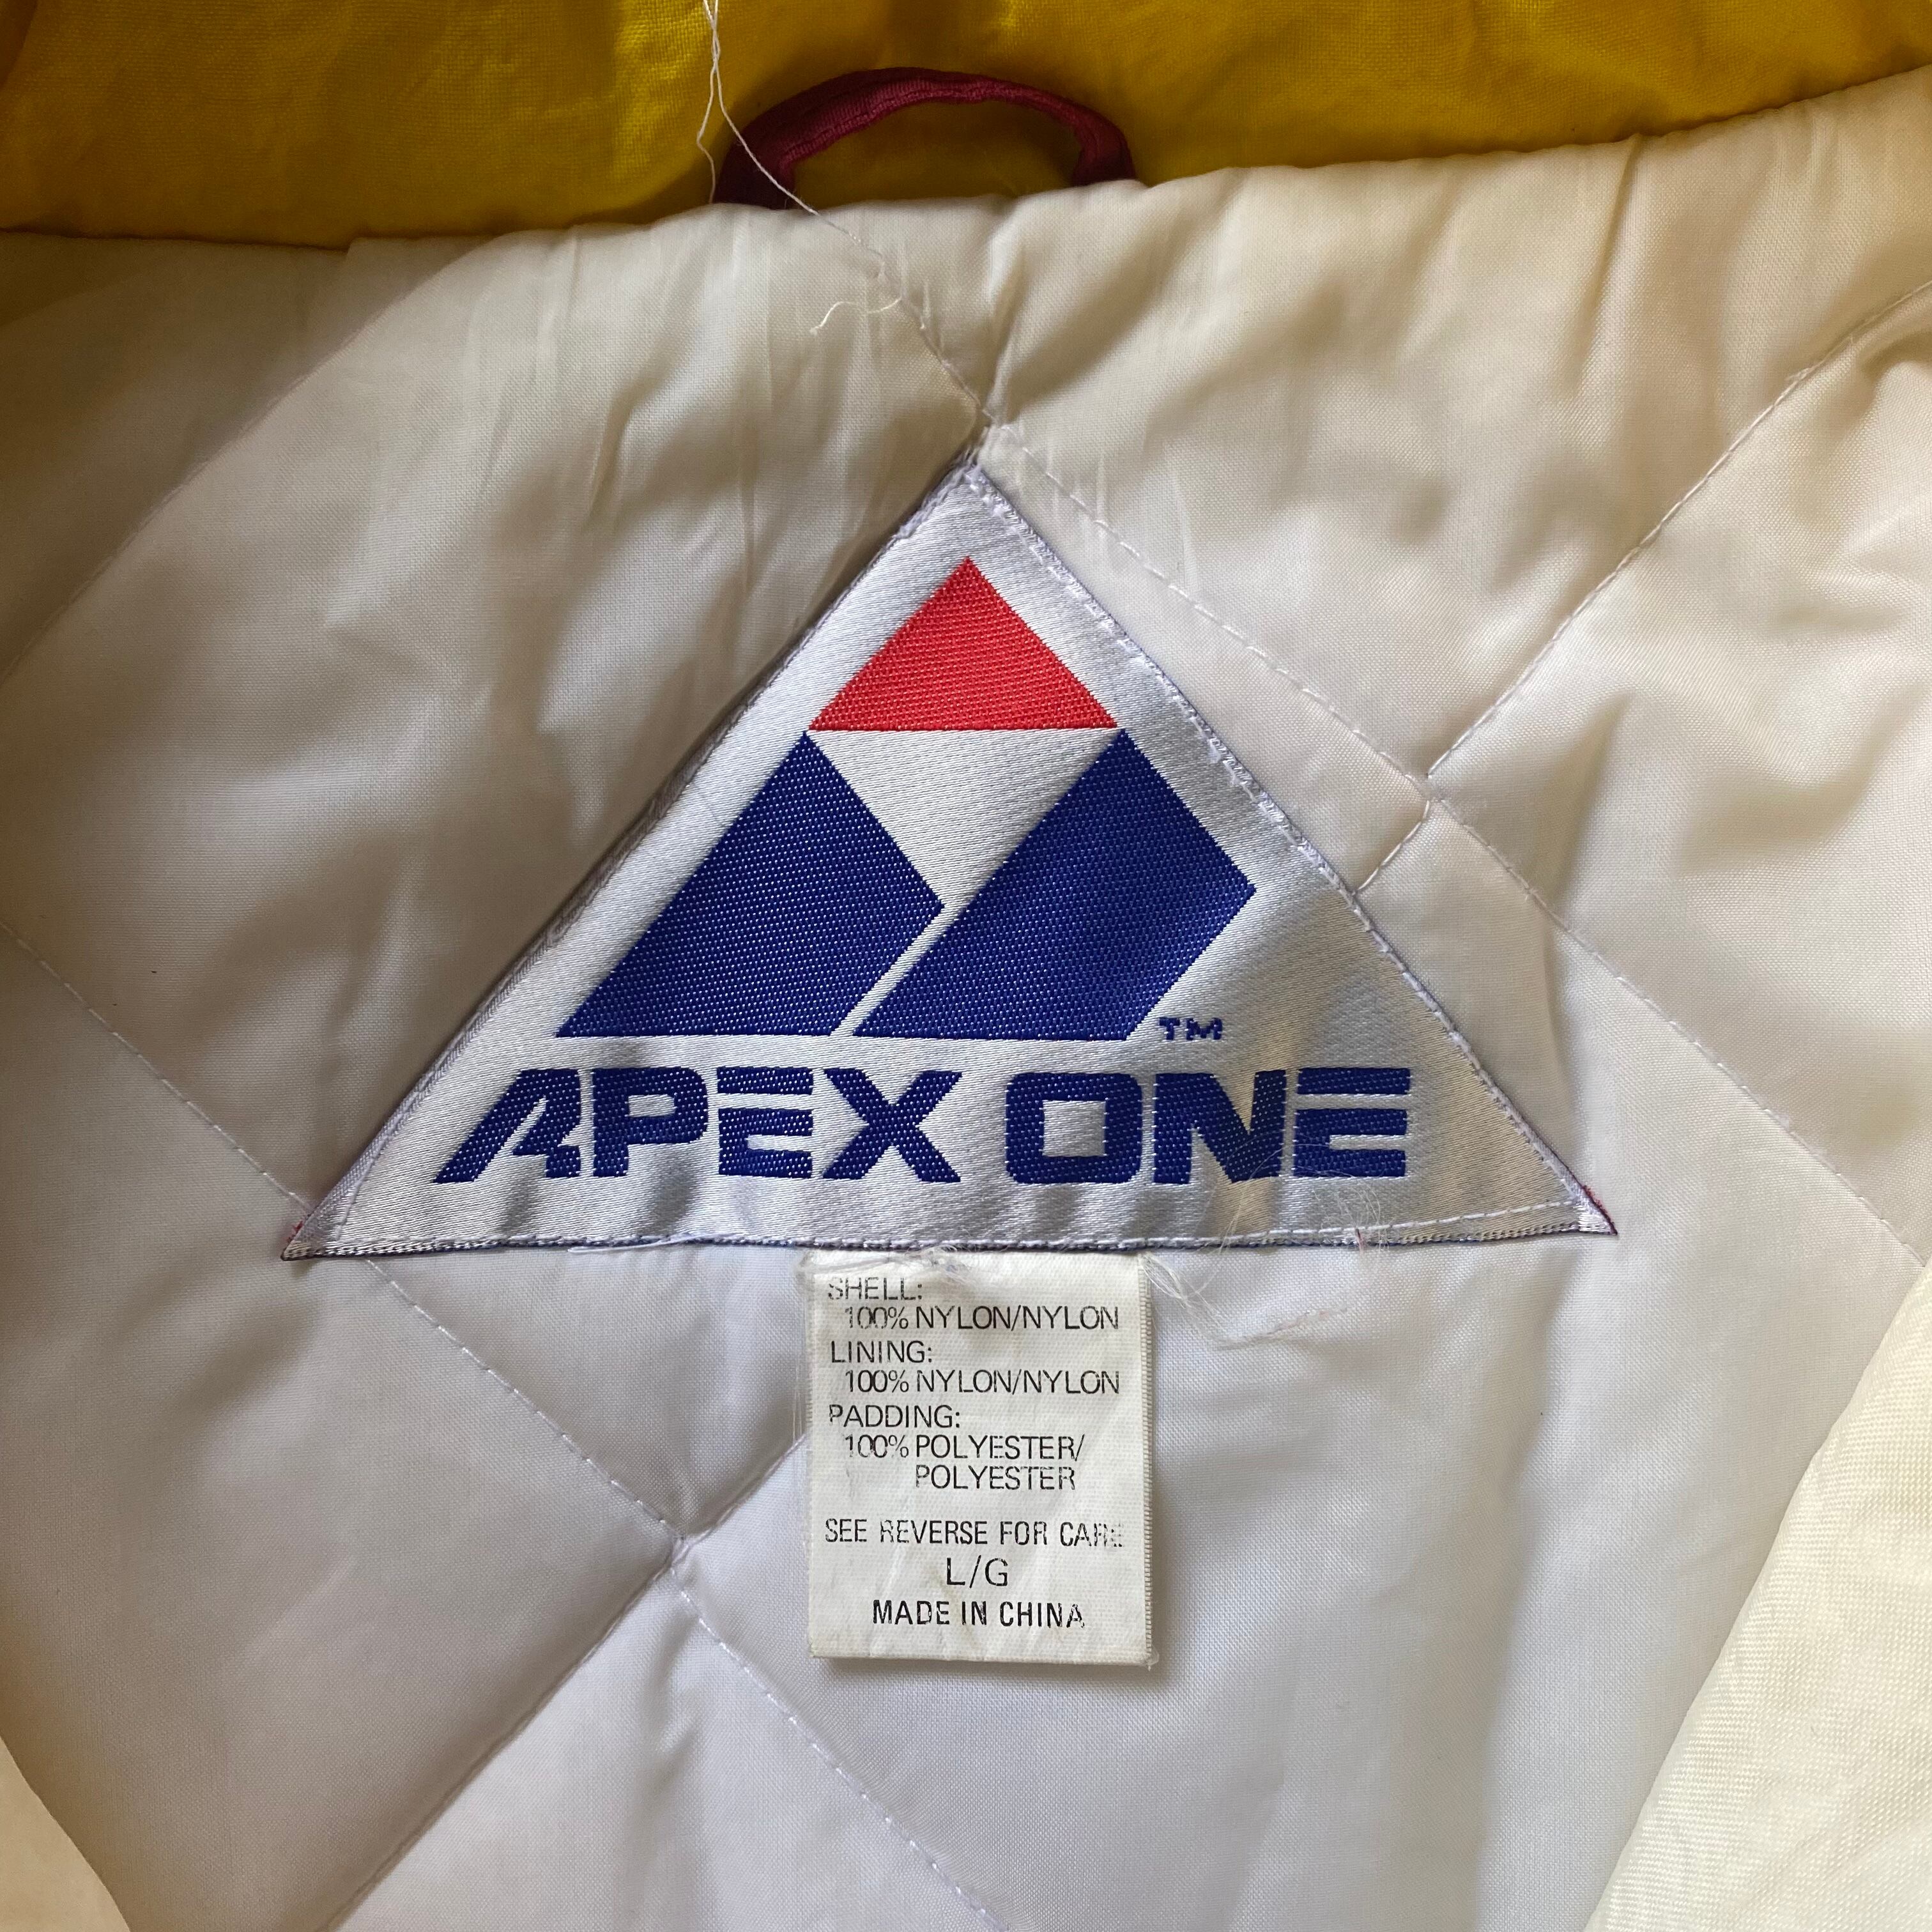 TM
APEX ONE
SHELL:
100% NYLON/NYLON
LINING:
100% NYLON/NYLON
PADDING:
100% POLYESTER/
POLYESTER
SEE REVERSE FOR CARE
L/G
MADE IN CHINA